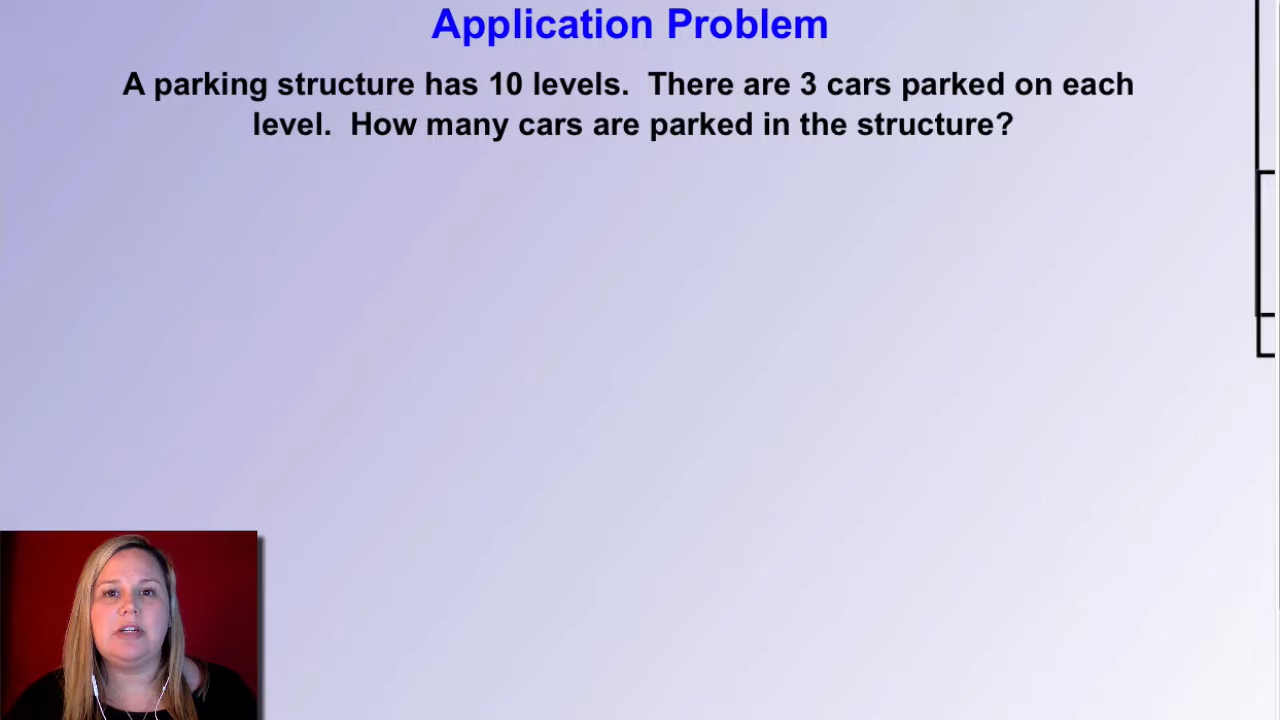 Application Problem
A parking structure has 10 levels.  There are 3 cars parked on each
level.  How many cars are parked in the structure?